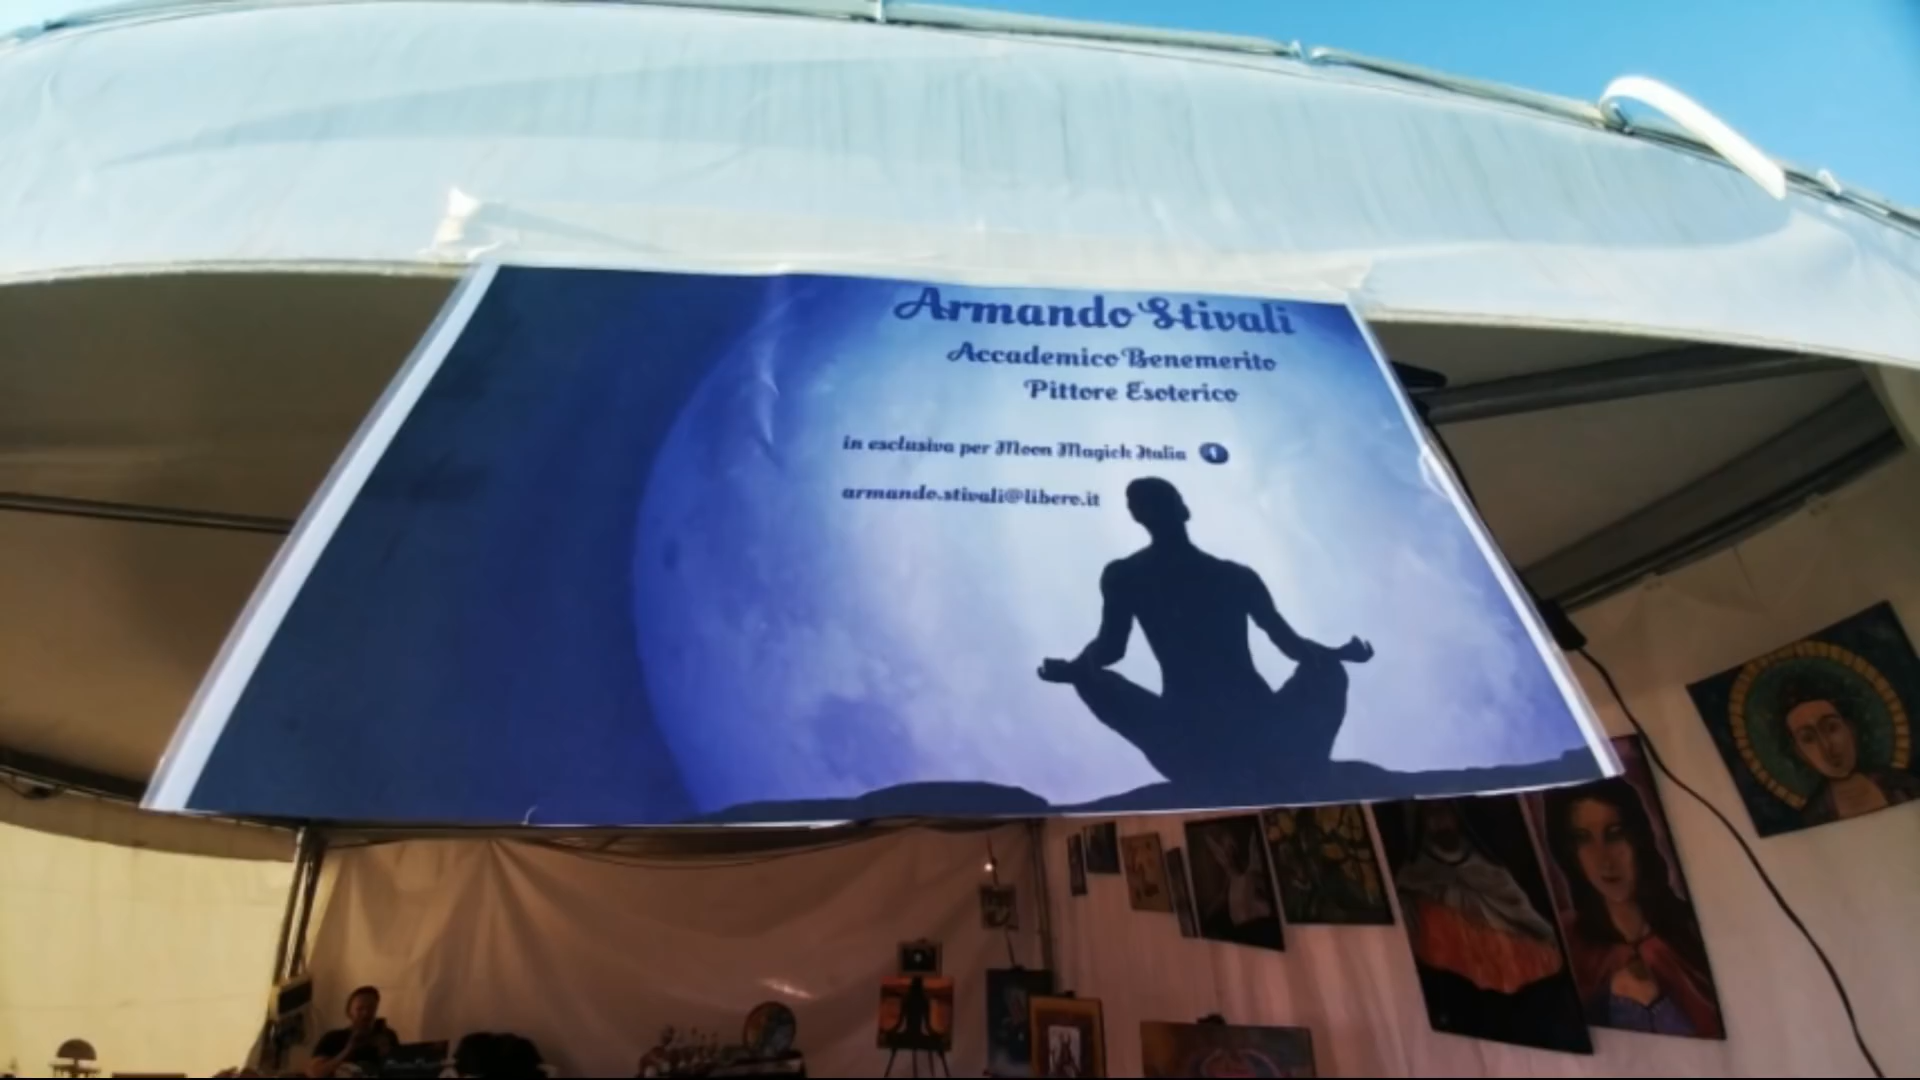 Armando Stivali
Accademico Benemerito
Pittore Esoterico
in esclusiva per Moon Magick Italia
armando.stivali@libero.it